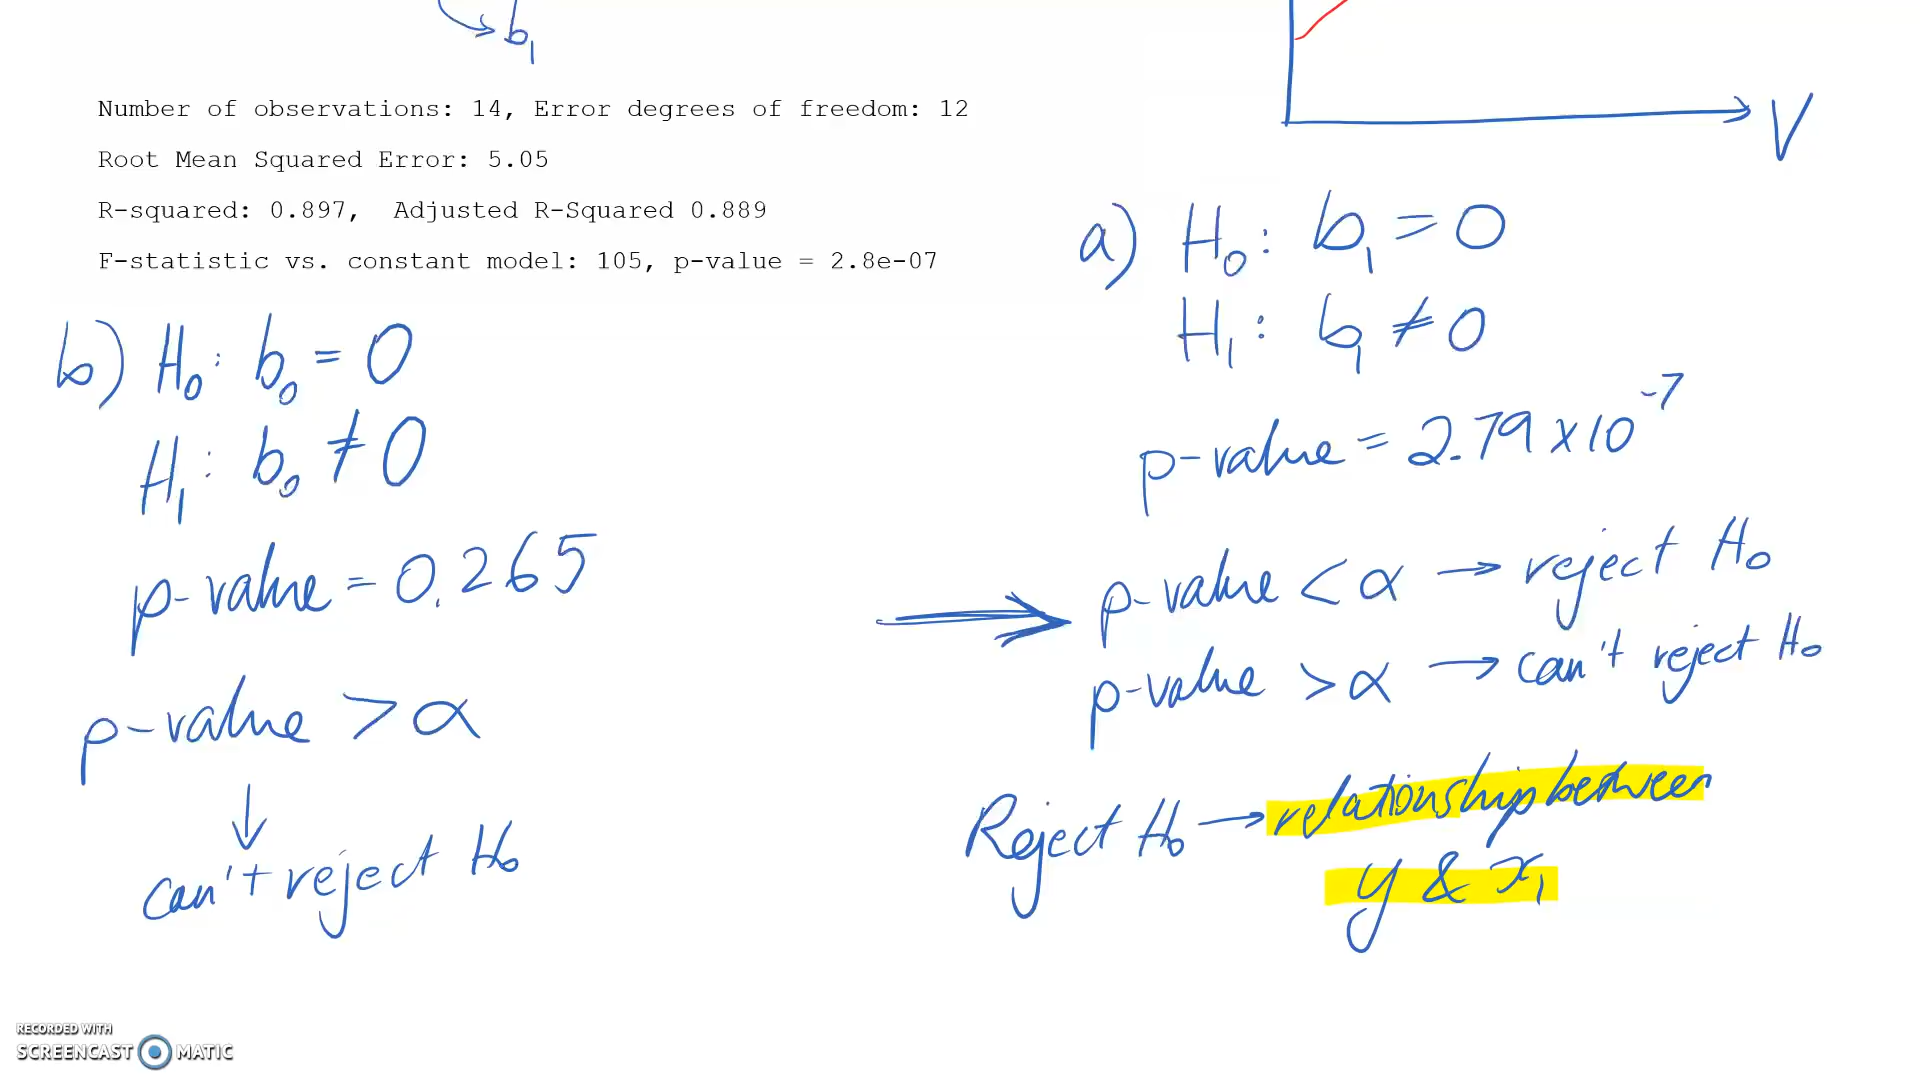 b₁
Number of observations: 14, Error degrees of freedom: 12
Root Mean Squared Error: 5.05
R-squared: 0.897, Adjusted R-Squared 0.889
F-statistic vs. constant model: 105, p-value = 2.8e-07
V
a) H₀: b₁ = 0
H₁: b₁ ≠ 0
p-value = 2.79 x 10⁻⁷
p-value < α → reject H₀
p-value > α → can't reject H₀
Reject H₀ → relationship between
y & x₁
b) H₀: b₀ = 0
H₁: b₀ ≠ 0
p-value = 0.265
p-value > α
↓
can't reject H₀
RECORDED WITH
SCREENCAST MATIC